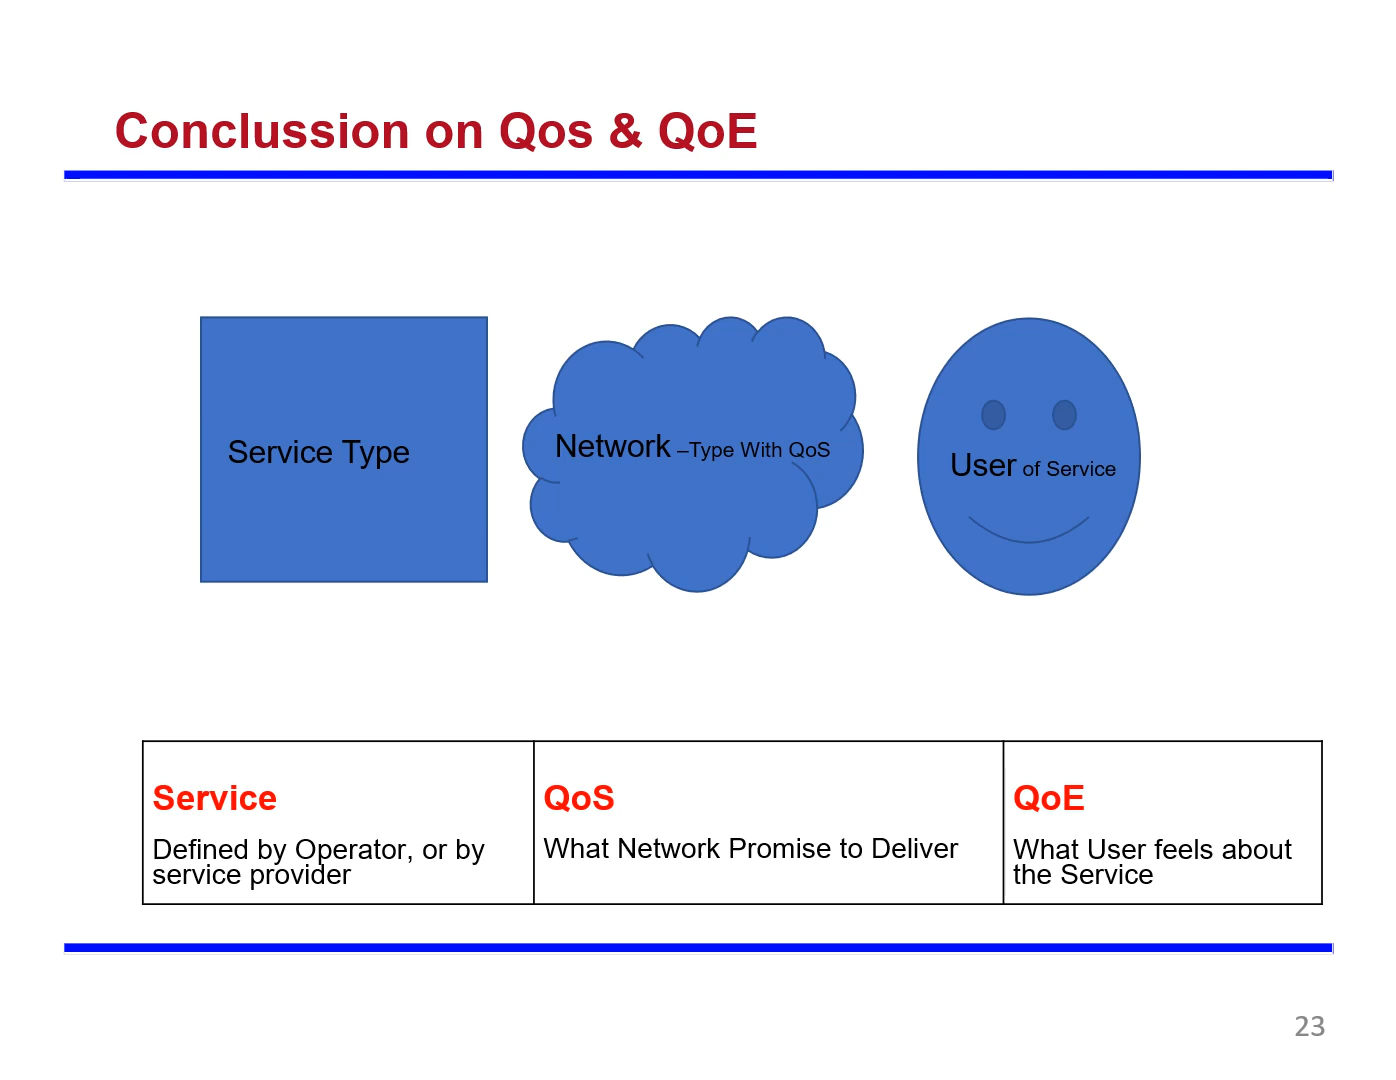 Conclussion on Qos & QoE
Service Type
Network –Type With QoS
User of Service
Service
Defined by Operator, or by
service provider
QoS
What Network Promise to Deliver
QoE
What User feels about
the Service
23